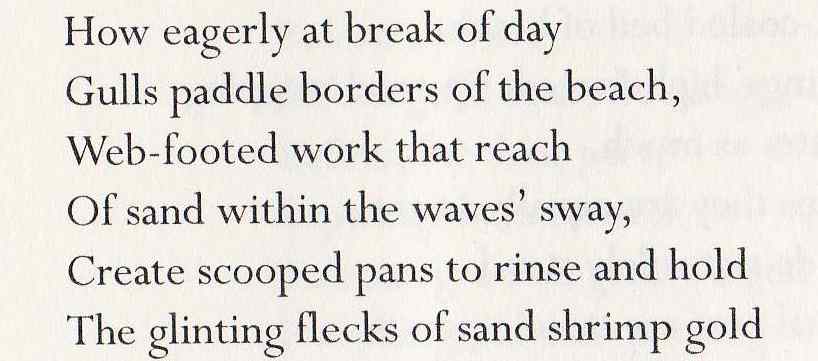 How eagerly at break of day
Gulls paddle borders of the beach,
Web-footed work that reach
Of sand within the waves’ sway,
Create scooped pans to rinse and hold
The glinting flecks of sand shrimp gold